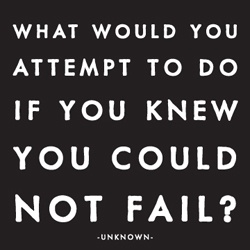 WHAT WOULD YOU
ATTEMPT TO DO
IF YOU KNEW
YOU COULD
NOT FAIL?
-UNKNOWN-